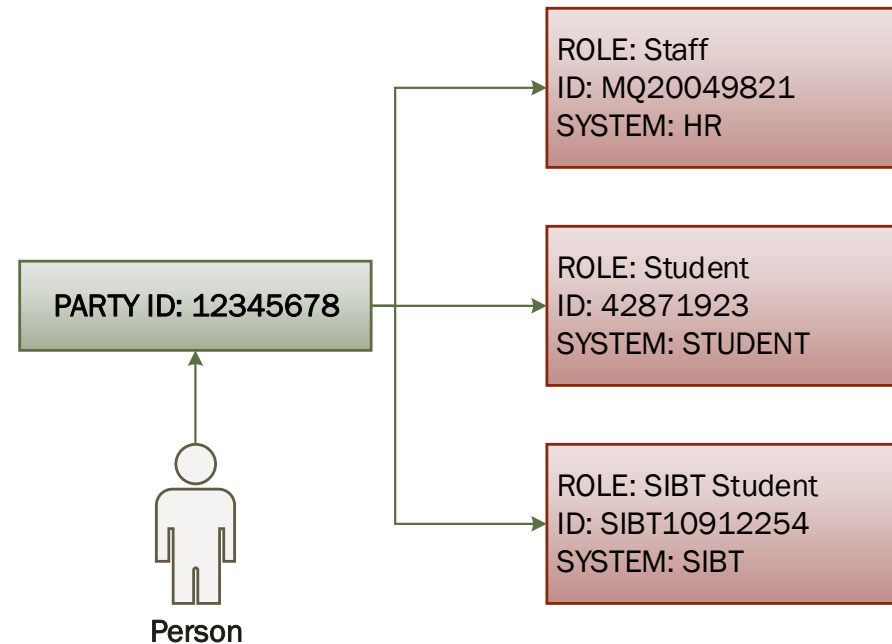 ROLE: Staff
ID: MQ20049821
SYSTEM: HR
PARTY ID: 12345678
ROLE: Student
ID: 42871923
SYSTEM: STUDENT
ROLE: SIBT Student
ID: SIBT10912254
SYSTEM: SIBT
Person